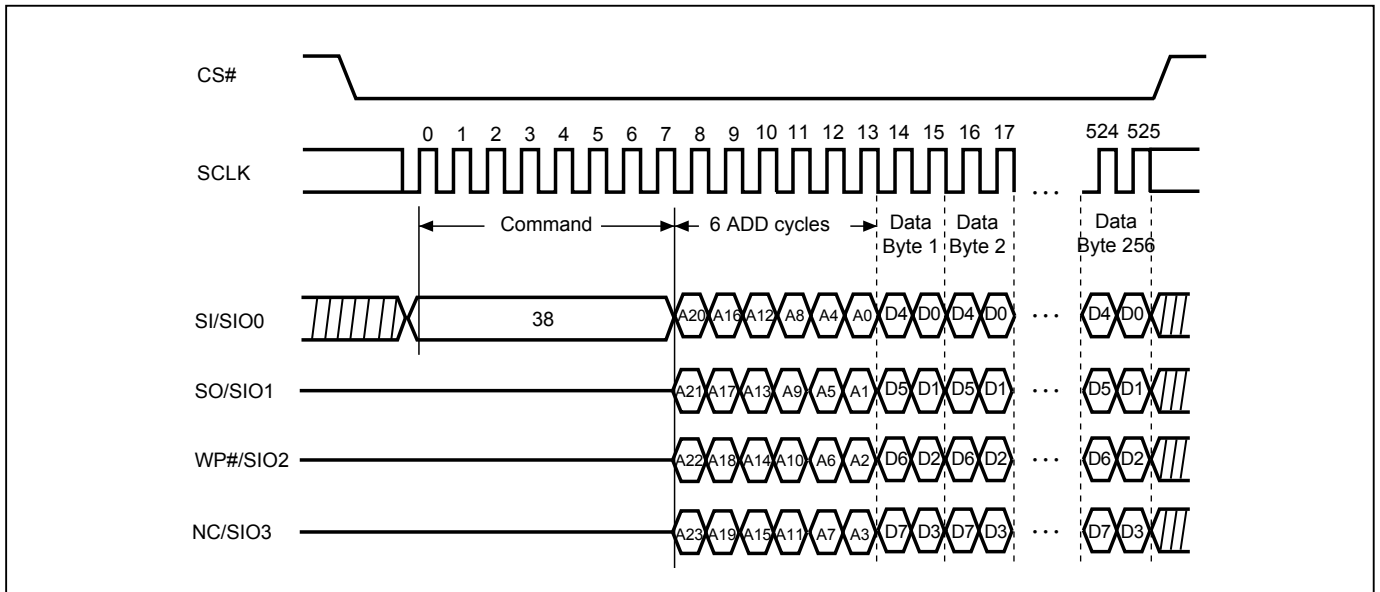 CS#
0 1 2 3 4 5 6 7 8 9 10 11 12 13 14 15 16 17 524 525
SCLK
...
Command 6 ADD cycles Data Byte 1 Data Byte 2 Data Byte 256
SI/SIO0 38 A20 A16 A12 A8 A4 A0 D4 D0 D4 D0 ... D4 D0
SO/SIO1 A21 A17 A13 A9 A5 A1 D5 D1 D5 D1 ... D5 D1
WP#/SIO2 A22 A18 A14 A10 A6 A2 D6 D2 D6 D2 ... D6 D2
NC/SIO3 A23 A19 A15 A11 A7 A3 D7 D3 D7 D3 ... D7 D3